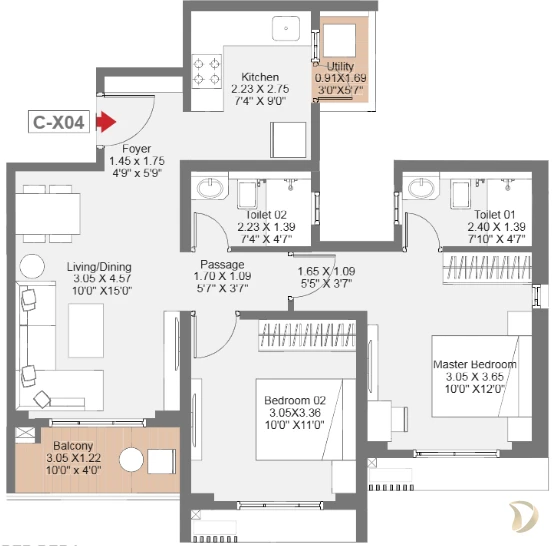 Utility
0.91X1.69
3'0"X5'7"
Kitchen
2.23 X 2.75
7'4" X 9'0"
C-X04
Foyer
1.45 x 1.75
4'9" x 5'9"
Toilet 02
2.23 X 1.39
7'4" X 4'7"
Toilet 01
2.40 X 1.39
7'10" X 4'7"
Living/Dining
3.05 X 4.57
10'0" X15'0"
Passage
1.70 X 1.09
5'7" X 3'7"
1.65 X 1.09
5'5" X 3'7"
Master Bedroom
3.05 X 3.65
10'0" X12'0"
Bedroom 02
3.05X3.36
10'0" X11'0"
Balcony
3.05 X1.22
10'0" x 4'0"